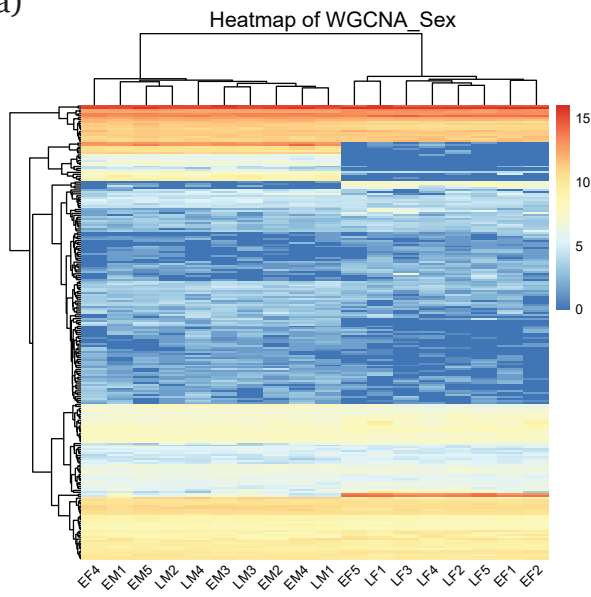 a)
Heatmap of WGCNA_Sex
15
10
5
0
EF4 EM1 EM5 LM2 LM4 EM3 LM3 EM2 EM4 LM1 EF5 LF1 LF3 LF4 LF2 LF5 EF1 EF2